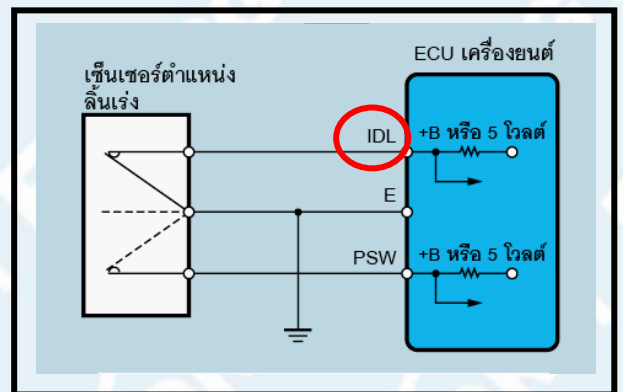 ECU เครื่องยนต์
เซ็นเซอร์ตำแหน่ง
ลิ้นเร่ง
IDL
+B หรือ 5 โวลต์
E
PSW
+B หรือ 5 โวลต์